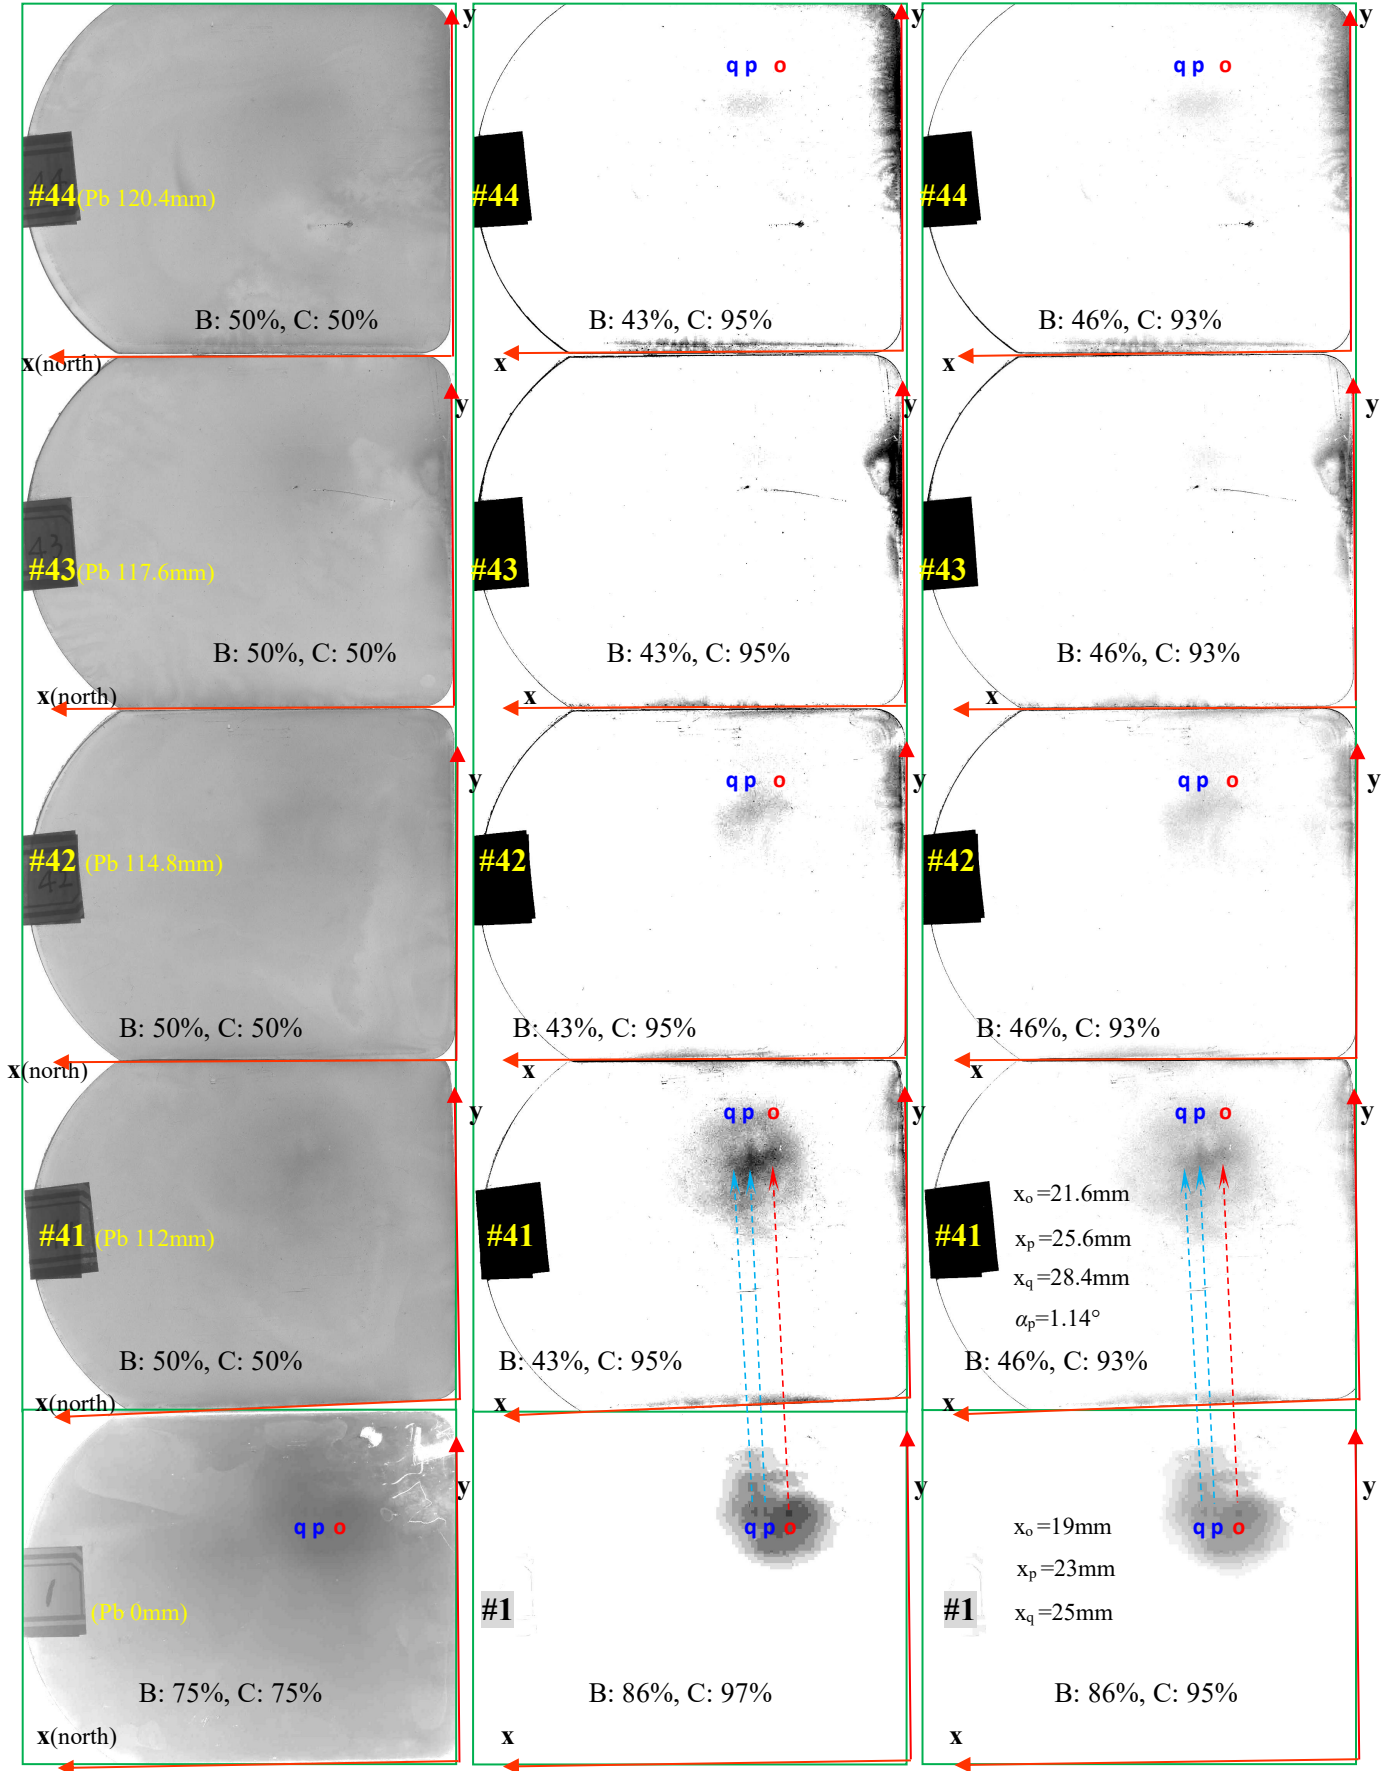 y y y
q p o q p o
#44 (Pb 120.4mm) #44 #44
B: 50%, C: 50% B: 43%, C: 95% B: 46%, C: 93%
x(north) x x
y y y
#43 (Pb 117.6mm) #43 #43
B: 50%, C: 50% B: 43%, C: 95% B: 46%, C: 93%
x(north) x x
y y y
q p o q p o
#42 (Pb 114.8mm) #42 #42
42
B: 50%, C: 50% B: 43%, C: 95% B: 46%, C: 93%
x(north) x x
y y y
q p o q p o
xo =21.6mm
#41 (Pb 112mm) #41 #41
xp =25.6mm
xq =28.4mm
αp=1.14°
B: 50%, C: 50% B: 43%, C: 95% B: 46%, C: 93%
x(north) x x
y y y
q p o q p o q p o
xo =19mm
xp =23mm
1 (Pb 0mm) #1 #1
xq =25mm
B: 75%, C: 75% B: 86%, C: 97% B: 86%, C: 95%
x(north) x x